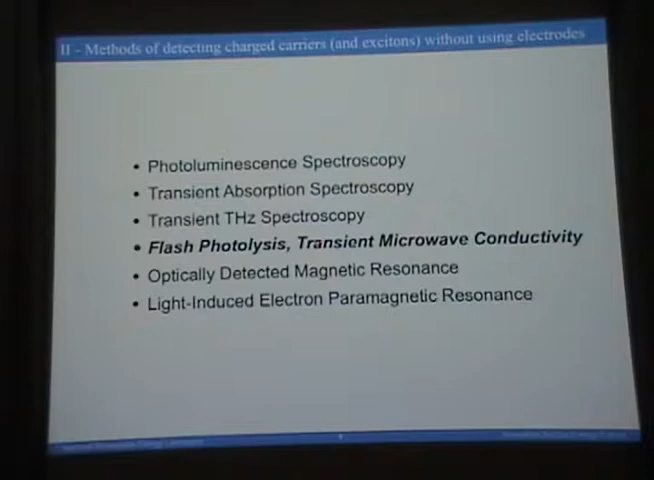 II - Methods of detecting charged carriers (and excitons) without using electrodes
• Photoluminescence Spectroscopy
• Transient Absorption Spectroscopy
• Transient THz Spectroscopy
• Flash Photolysis, Transient Microwave Conductivity
• Optically Detected Magnetic Resonance
• Light-Induced Electron Paramagnetic Resonance